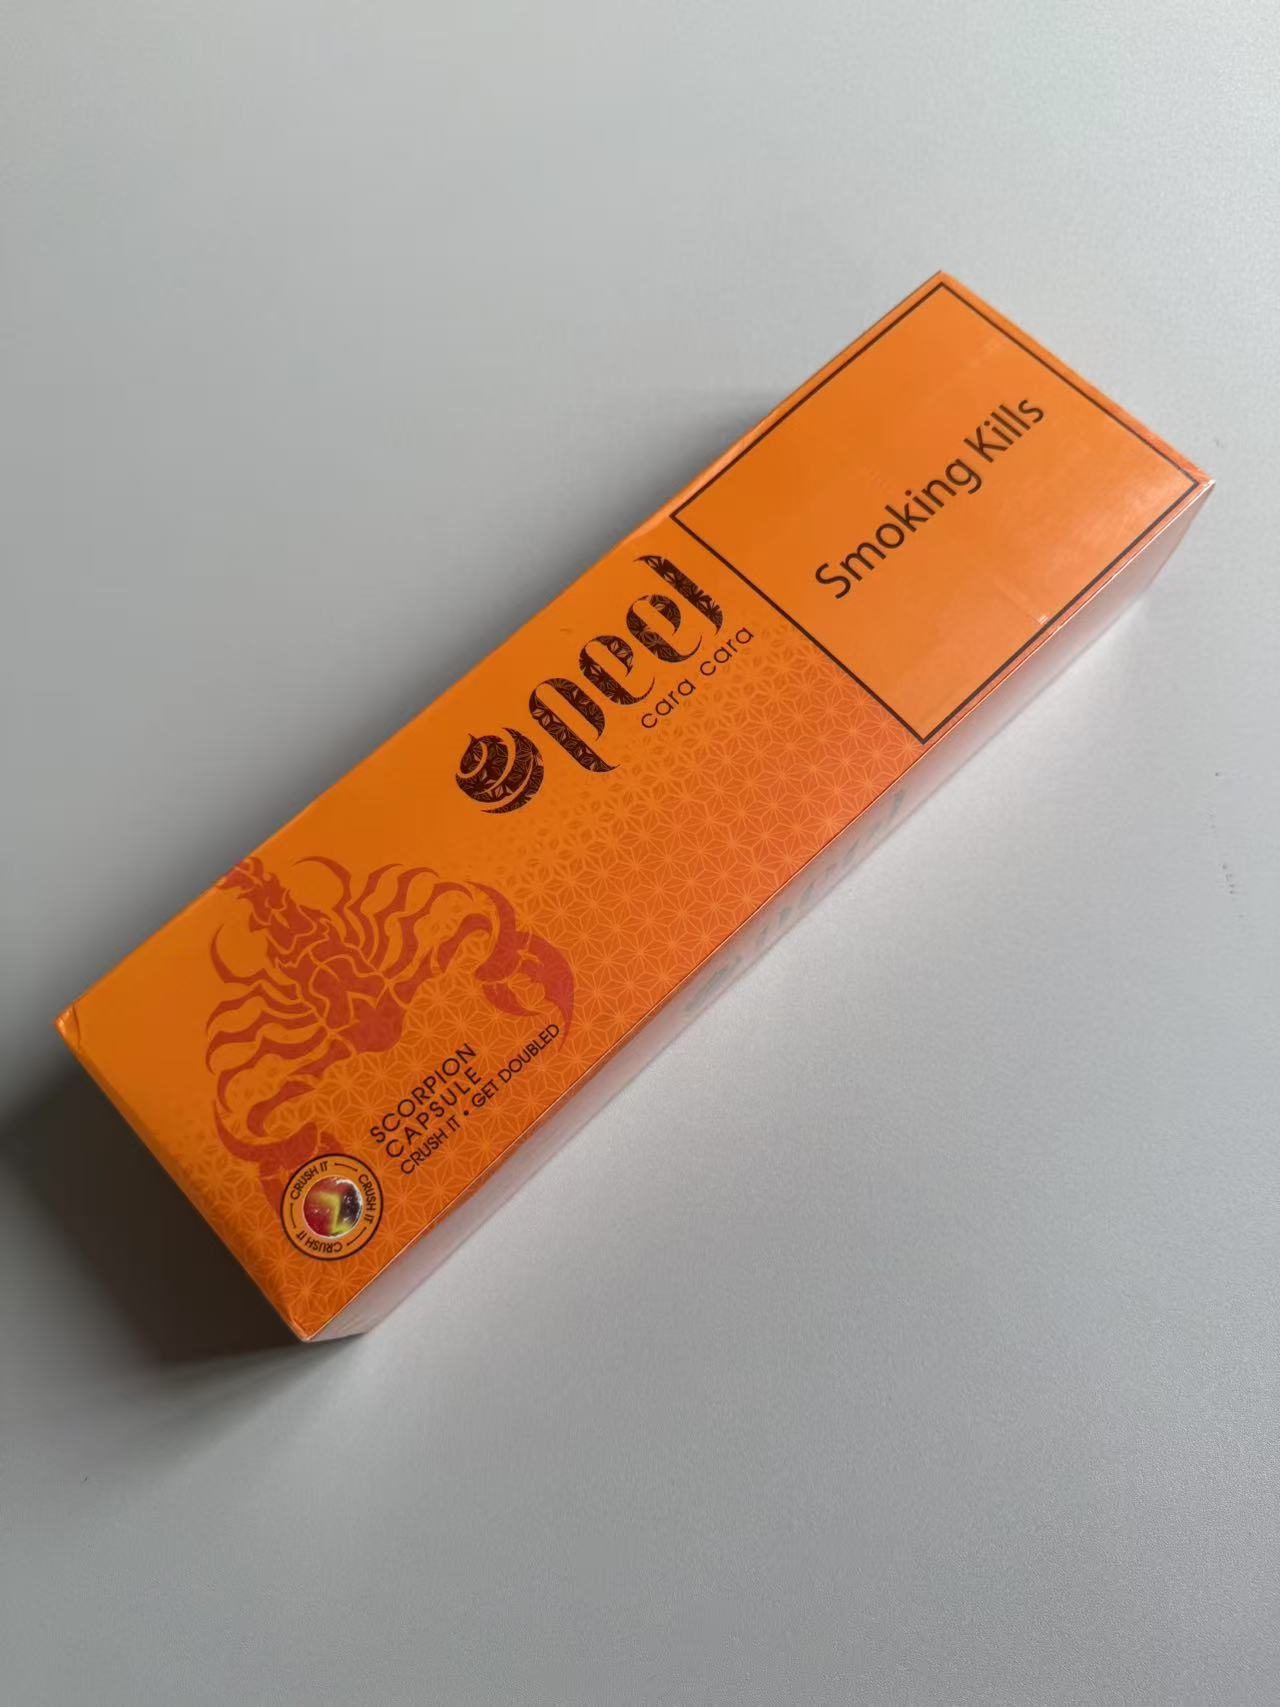 Smoking Kills
peel
cara cara
SCORPION
CAPSULE
CRUSH IT • GET DOUBLED
CRUSH IT
CRUSH IT
CRUSH IT